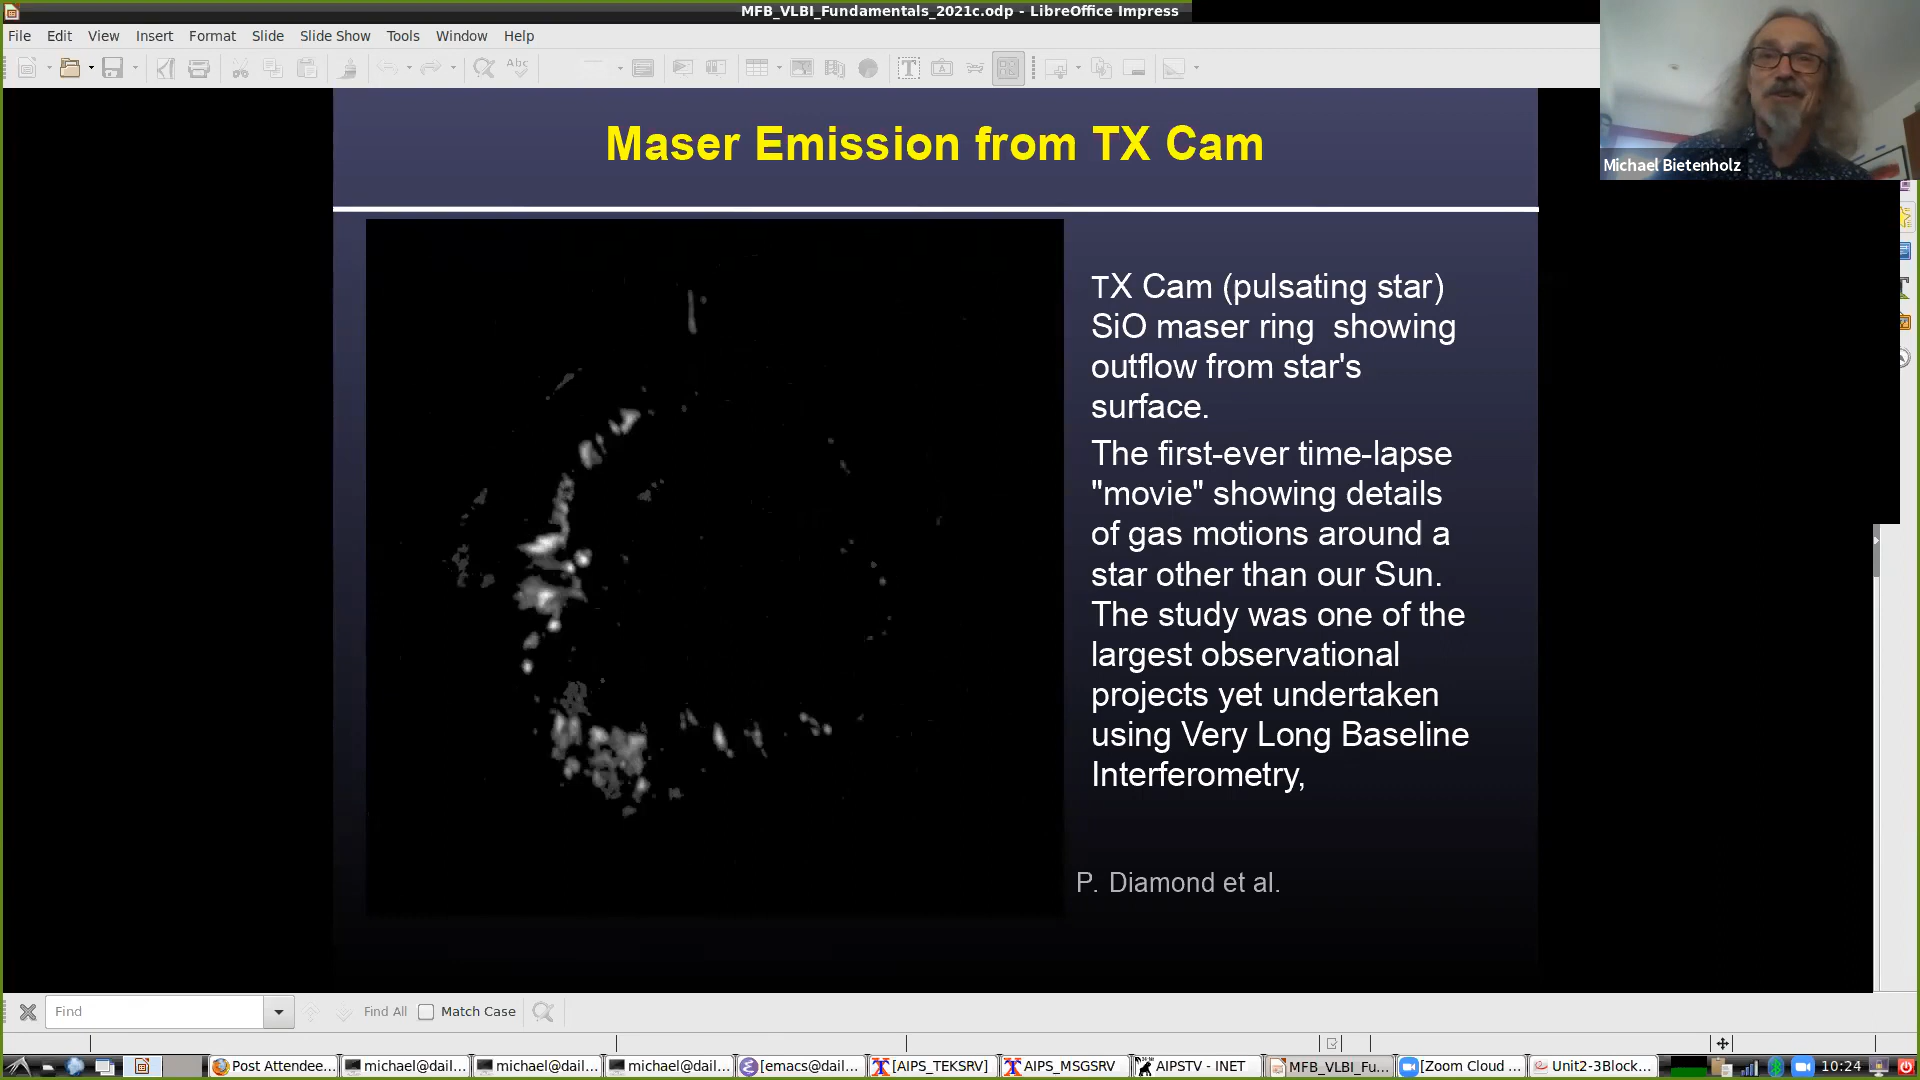 MFB_VLBI_Fundamentals_2021c.odp - LibreOffice Impress
File Edit View Insert Format Slide Slide Show Tools Window Help
Michael Bietenholz
Maser Emission from TX Cam
TX Cam (pulsating star)
SiO maser ring showing
outflow from star's
surface.
The first-ever time-lapse
"movie" showing details
of gas motions around a
star other than our Sun.
The study was one of the
largest observational
projects yet undertaken
using Very Long Baseline
Interferometry,
P. Diamond et al.
Find Find All Match Case
Post Attendee... michael@dail... michael@dail... michael@dail... [emacs@dail... [AIPS_TEKSRV] AIPS_MSGSRV AIPSTV - INET MFB_VLBI_Fu... [Zoom Cloud ... Unit2-3Block... 10:24